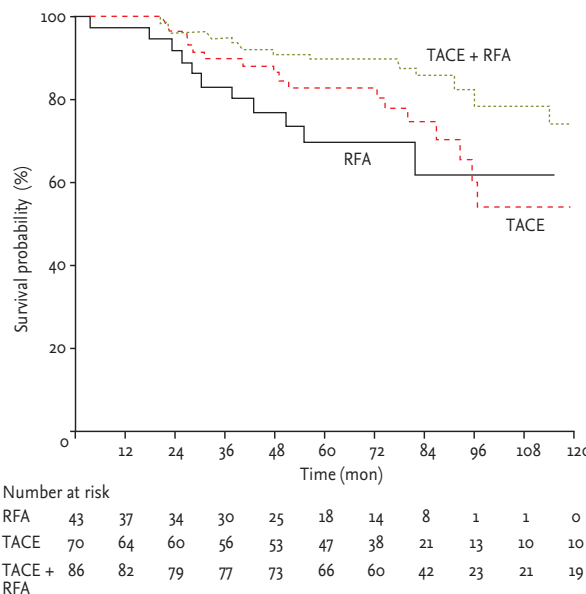 100
80
60
40
20
0
Survival probability (%)
TACE + RFA
RFA
TACE
12 24 36 48 60 72 84 96 108 120
Time (mon)
Number at risk
RFA 43 37 34 30 25 18 14 8 1 1 0
TACE 70 64 60 56 53 47 38 21 13 10 10
TACE + 86 82 79 77 73 66 60 42 23 21 19
RFA